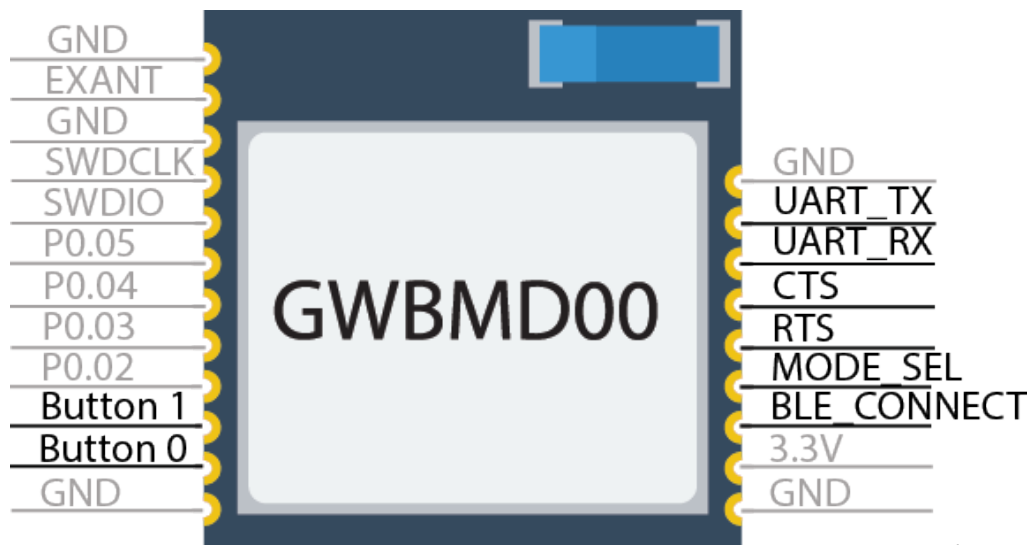 GND
EXANT
GND
SWDCLK
SWDIO
P0.05
P0.04
P0.03
P0.02
Button 1
Button 0
GND
GWBMD00
GND
UART_TX
UART_RX
CTS
RTS
MODE_SEL
BLE_CONNECT
3.3V
GND